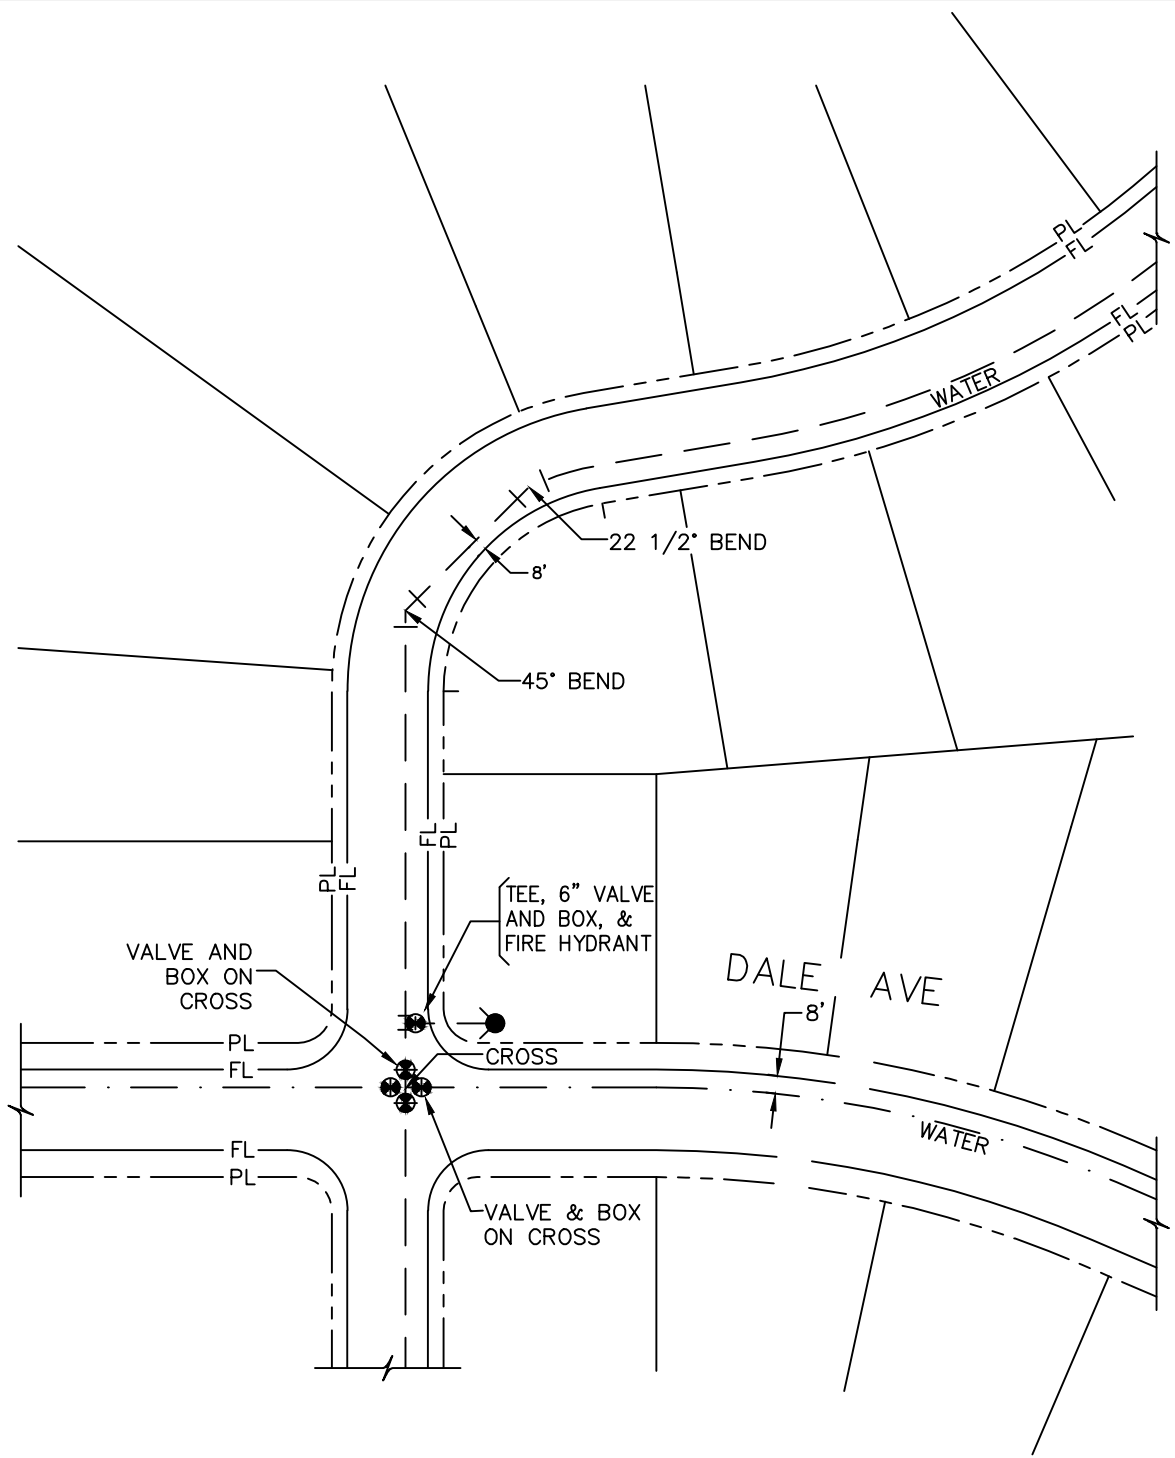 PL
FL
FL
PL
WATER
22 1/2° BEND
8'
45° BEND
FL
PL
PL
FL
TEE, 6" VALVE
AND BOX, &
FIRE HYDRANT
VALVE AND
BOX ON
CROSS
DALE AVE
8'
PL
CROSS
FL
WATER
FL
PL
VALVE & BOX
ON CROSS